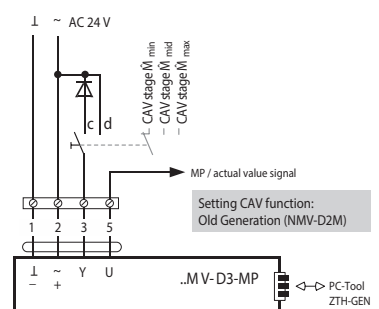 ⊥ ~ AC 24 V
CAV stage M̂ min
CAV stage M̂ mid
CAV stage M̂ max
c d
MP / actual value signal
Setting CAV function:
Old Generation (NMV-D2M)
1 2 3 5
⊥ ~ Y U
– +
..M V- D3-MP
PC-Tool
ZTH-GEN